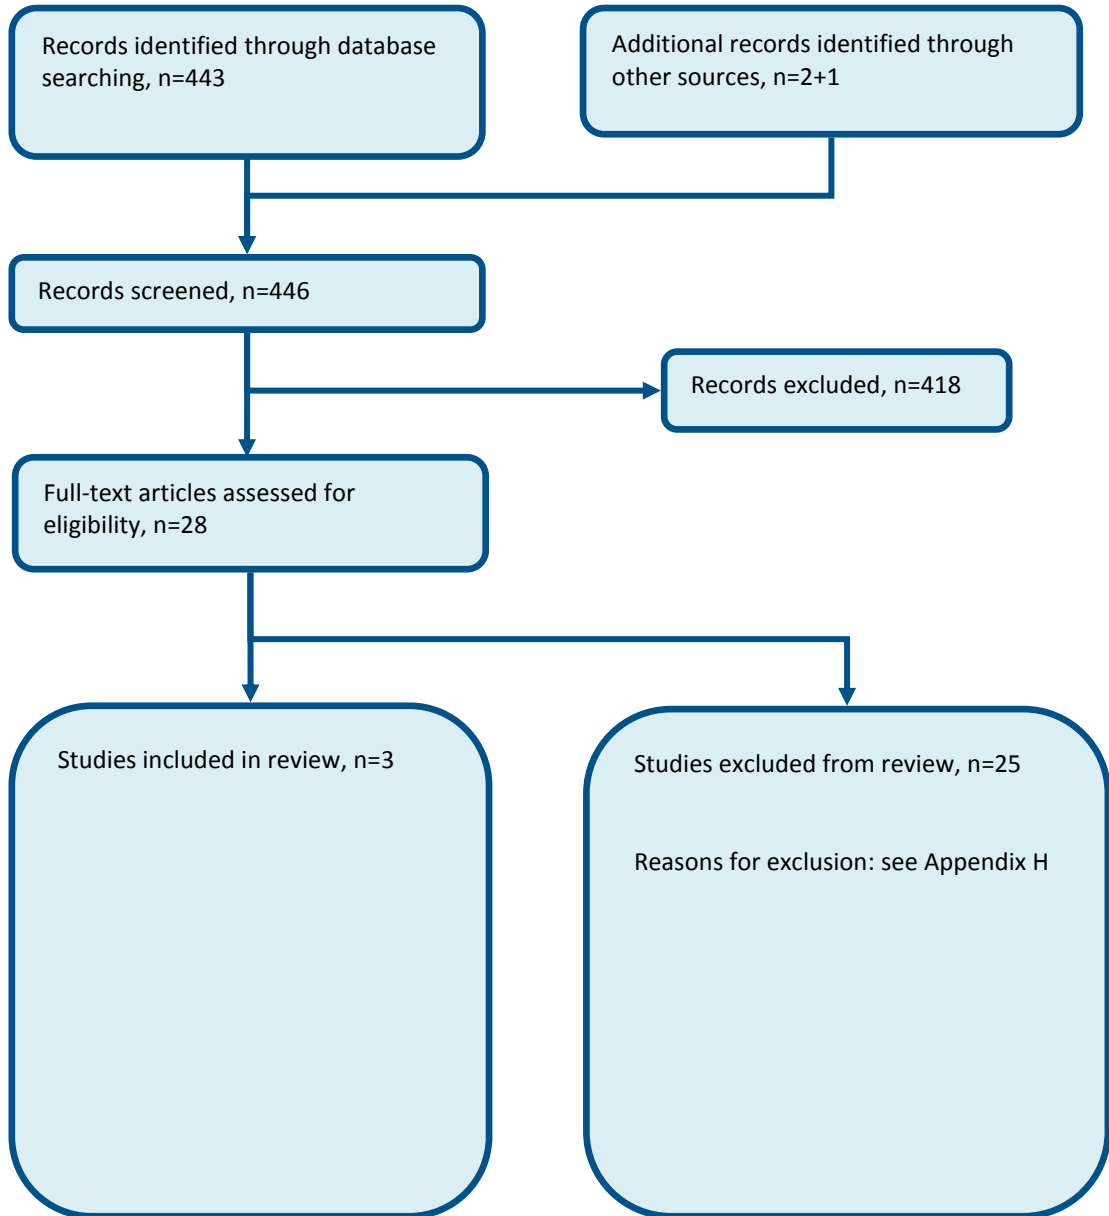 Records identified through database
searching, n=443
Additional records identified through
other sources, n=2+1
Records screened, n=446
Records excluded, n=418
Full-text articles assessed for
eligibility, n=28
Studies included in review, n=3
Studies excluded from review, n=25
Reasons for exclusion: see Appendix H